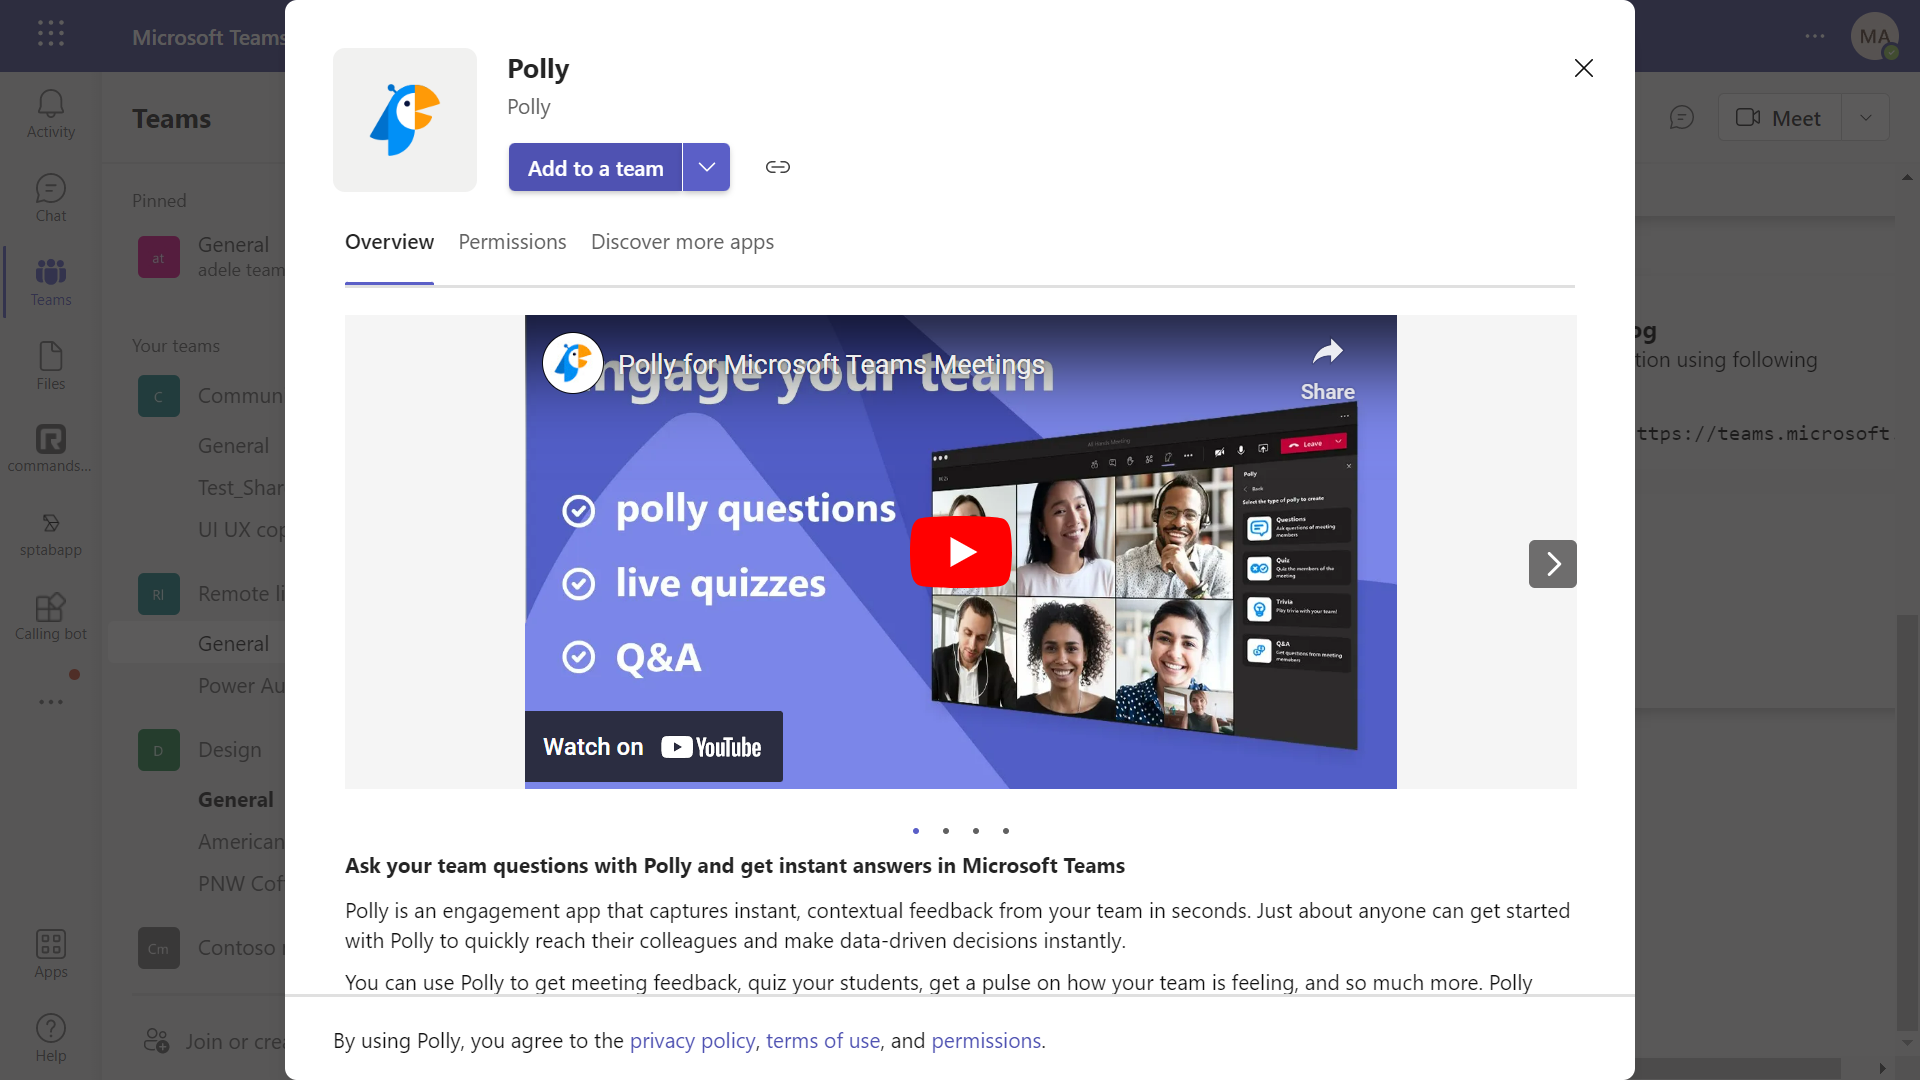 Microsoft Teams
MA
Activity
Chat
Teams
Files
commands...
sptabapp
Calling bot
Apps
Help
Teams
Pinned
at
General
adele team
Your teams
C
Commun
General
Test_Shar
UI UX cop
RI
Remote li
General
Power Au
D
Design
General
American
PNW Cof
Cm
Contoso
Join or crea
Polly
Polly
Add to a team
Overview
Permissions
Discover more apps
Engage your team
Polly for Microsoft Teams Meetings
Share
polly questions
live quizzes
Q&A
Watch on YouTube
All Hands Meeting
Leave
Polly
Back
Select the type of polly to create
Questions
Ask questions of meeting
members
Quiz
Quiz the members of the
meeting
Trivia
Play trivia with your team!
Q&A
Get questions from meeting
members
Ask your team questions with Polly and get instant answers in Microsoft Teams
Polly is an engagement app that captures instant, contextual feedback from your team in seconds. Just about anyone can get started
with Polly to quickly reach their colleagues and make data-driven decisions instantly.
You can use Polly to get meeting feedback, quiz your students, get a pulse on how your team is feeling, and so much more. Polly
By using Polly, you agree to the privacy policy, terms of use, and permissions.
Meet
og
tion using following
ttps://teams.microsoft.